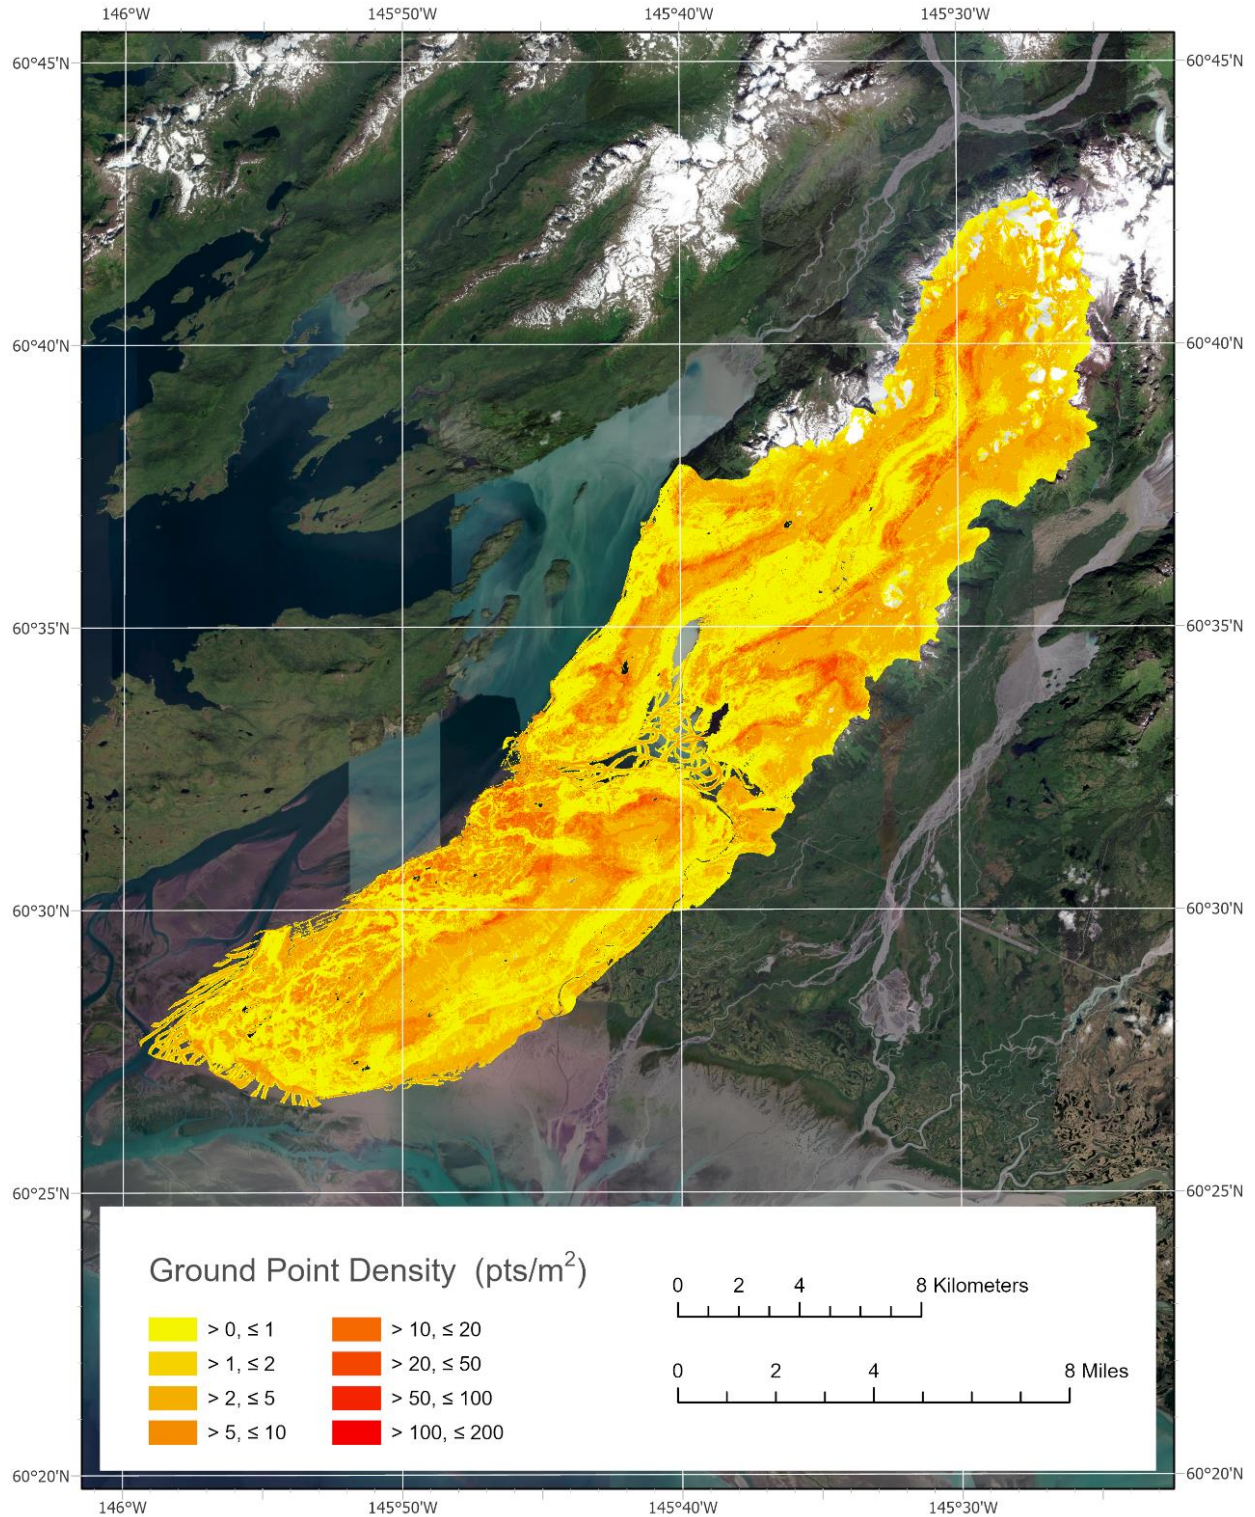 146°W 145°50'W 145°40'W 145°30'W
60°45'N 60°45'N
60°40'N 60°40'N
60°35'N 60°35'N
60°30'N 60°30'N
60°25'N 60°25'N
Ground Point Density (pts/m²)
> 0, ≤ 1
> 1, ≤ 2
> 2, ≤ 5
> 5, ≤ 10
> 10, ≤ 20
> 20, ≤ 50
> 50, ≤ 100
> 100, ≤ 200
0 2 4 8 Kilometers
0 2 4 8 Miles
60°20'N 60°20'N
146°W 145°50'W 145°40'W 145°30'W